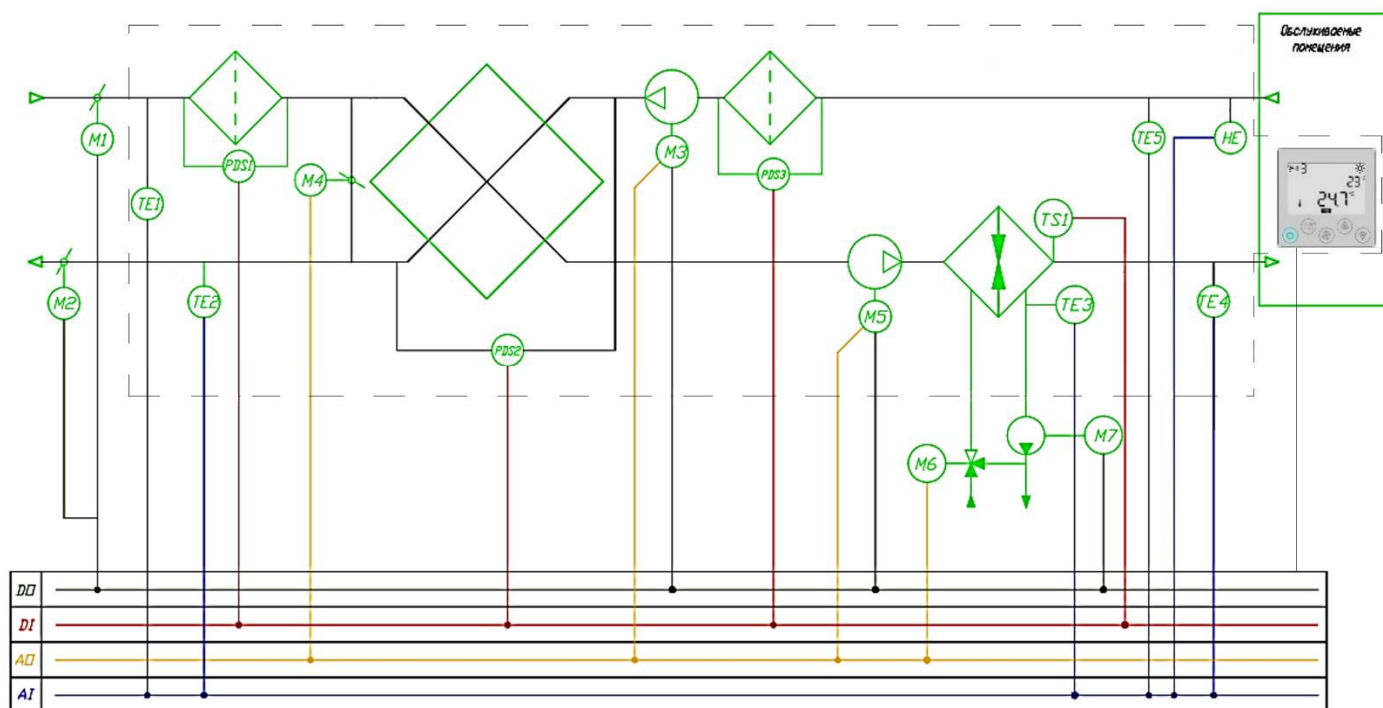 Обслуживаемые
помещения
M1
PDS1
M4
TE1
M2
TE2
PDS2
M3
PDS3
TE5
HE
3
23°
24.7°C
TS1
M5
TE3
TE4
M6
M7
DO
DI
AO
AI